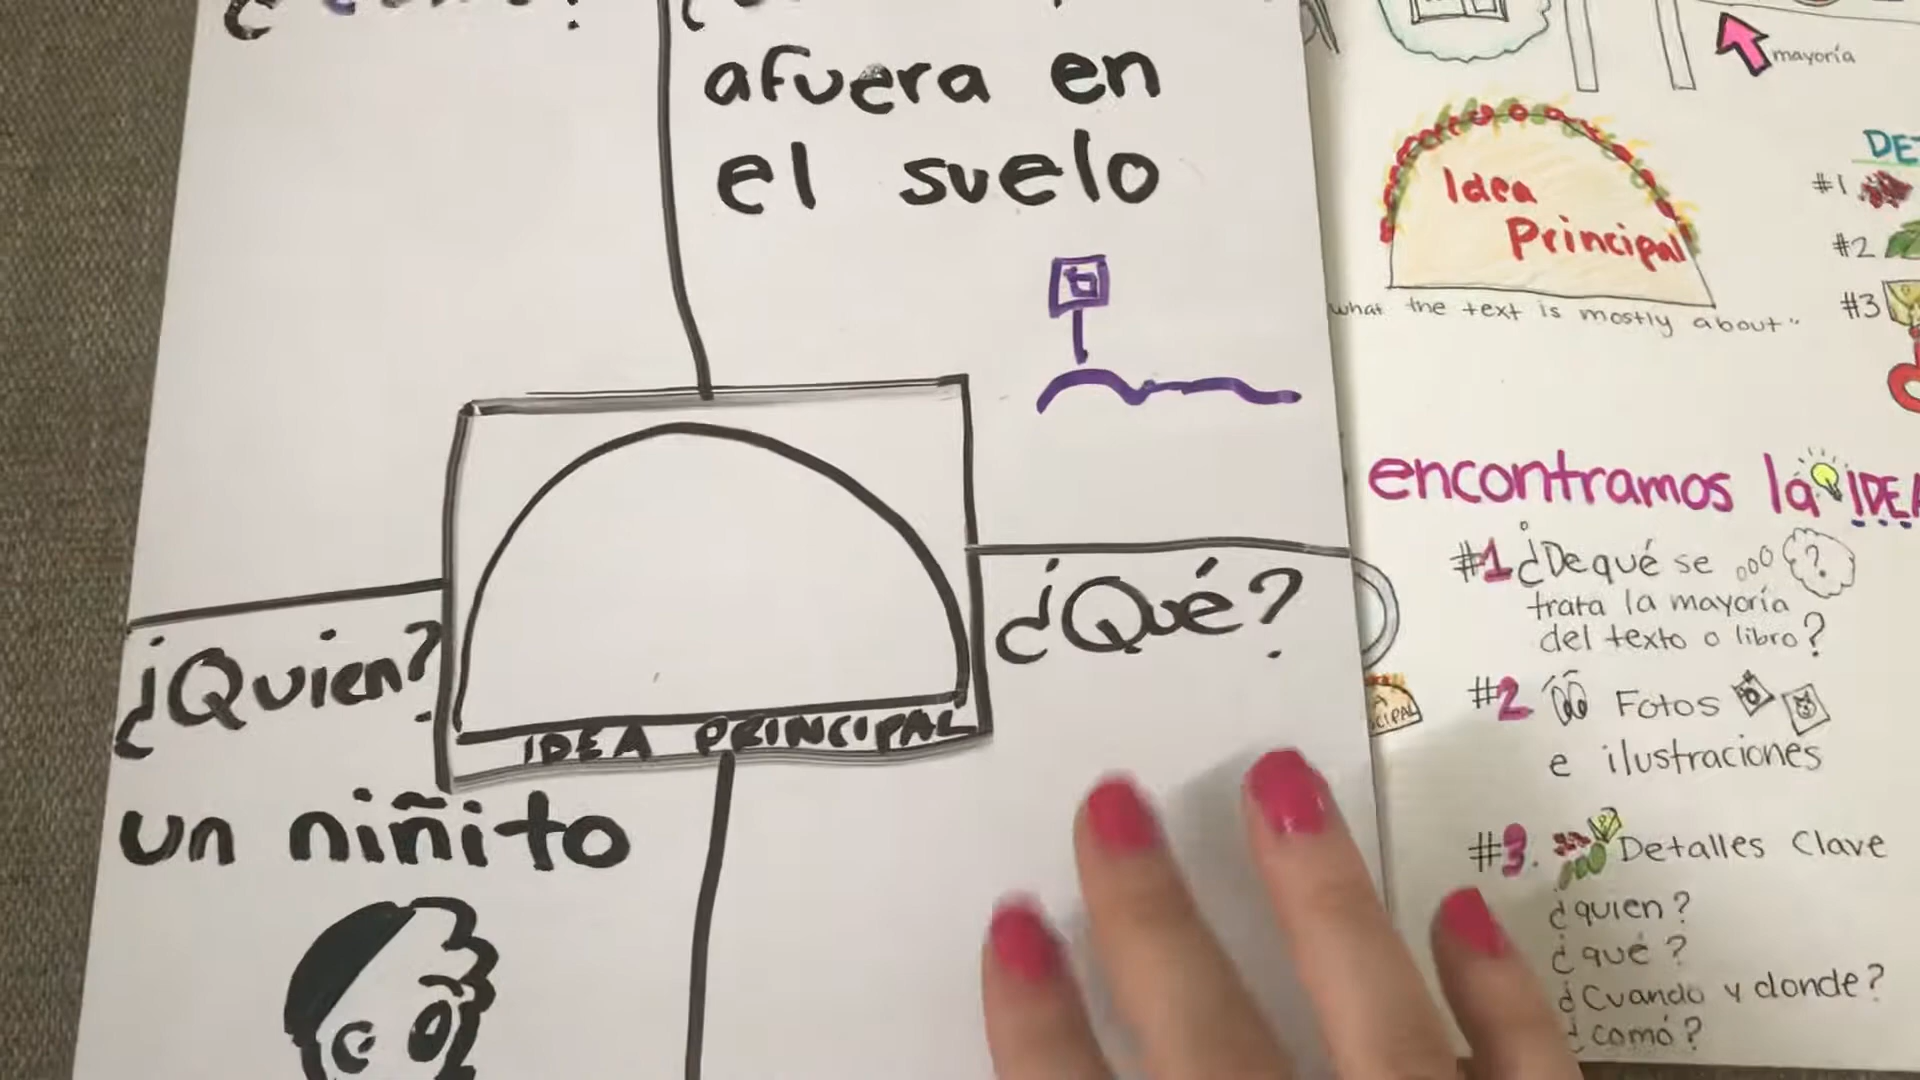 afuera en
el suelo
¿Quien?
un niñito
¿Qué?
IDEA PRINCIPAL
mayoría
Idea
Principal
what the text is mostly about"
#1
#2
#3
encontramos la IDEA
#1 ¿De qué se
trata la mayoría
del texto o libro?
#2 Fotos
e ilustraciones
#3. Detalles Clave
¿quien?
¿qué?
¿Cuando y donde?
¿comó?